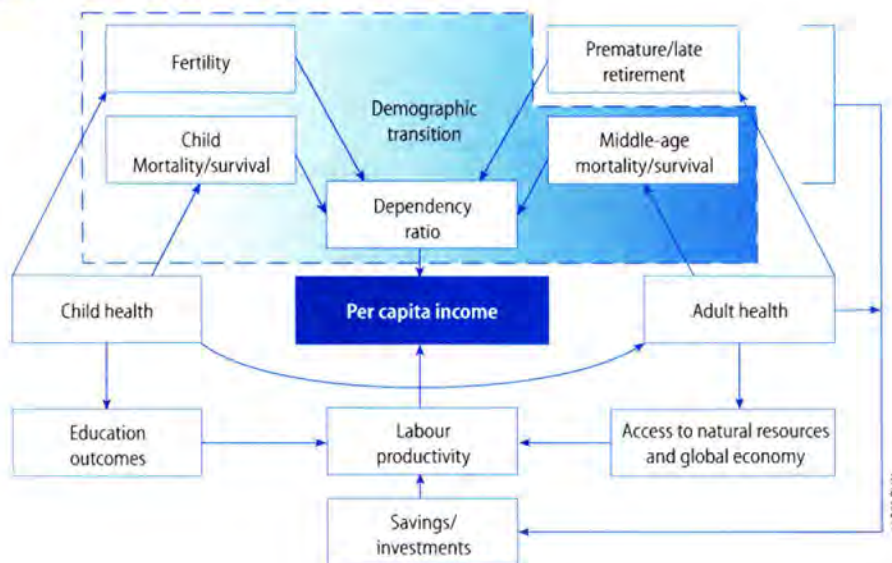 Fertility
Premature/late
retirement
Demographic
transition
Child
Mortality/survival
Middle-age
mortality/survival
Dependency
ratio
Child health
Per capita income
Adult health
Education
outcomes
Labour
productivity
Access to natural resources
and global economy
Savings/
investments